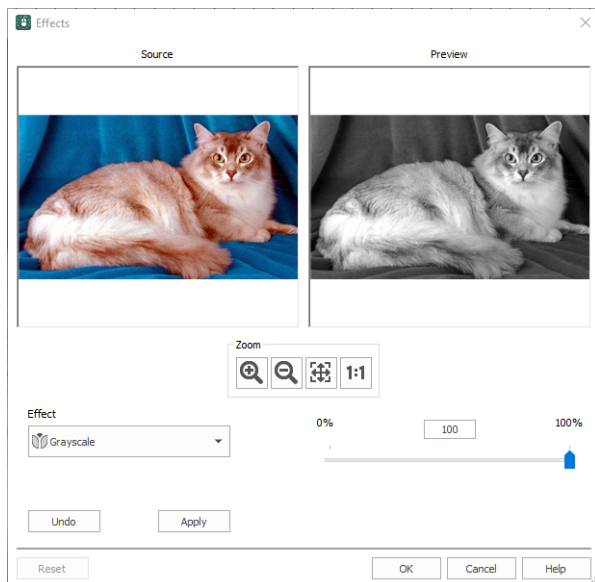 Effects
Source
Preview
Zoom
1:1
Effect
0%
100
100%
Grayscale
Undo
Apply
Reset
OK
Cancel
Help